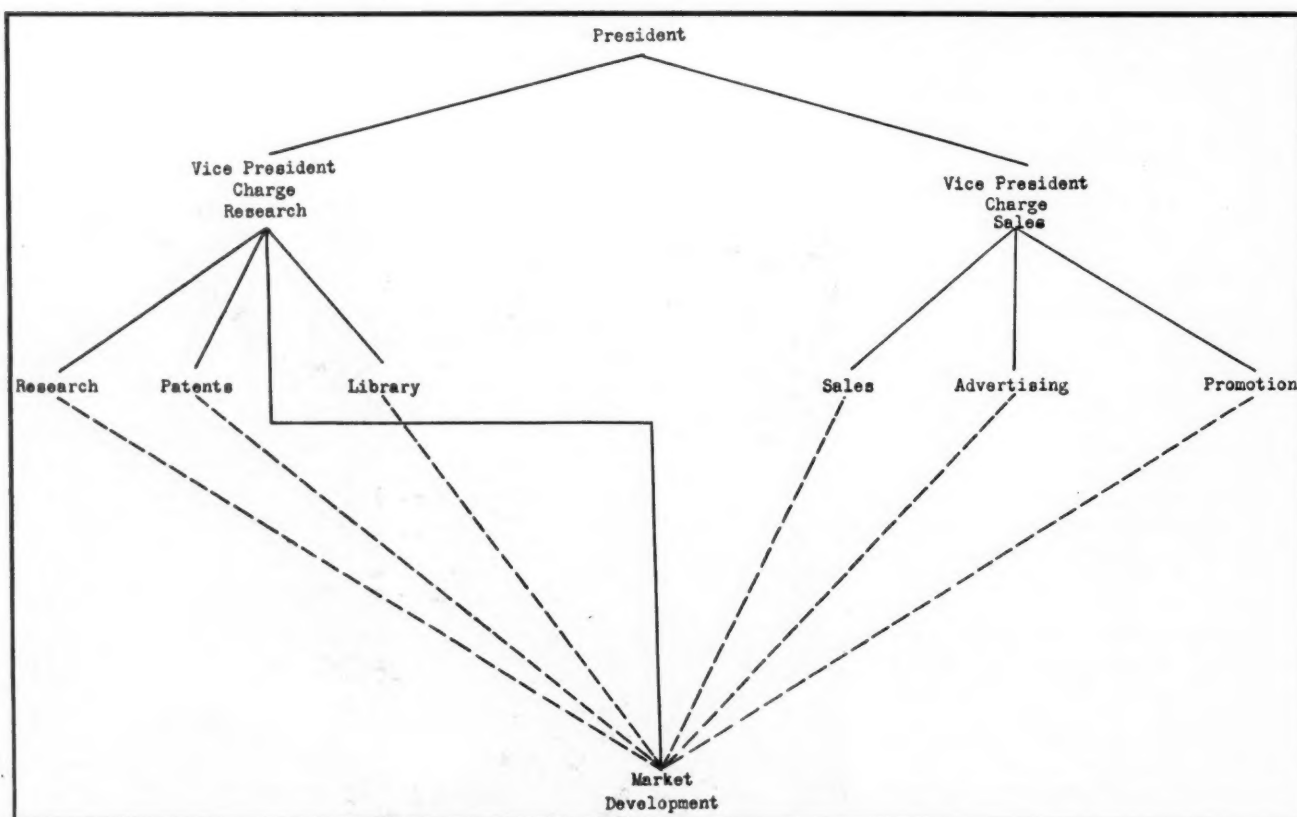 President
Vice President
Charge
Research
Vice President
Charge
Sales
Research
Patents
Library
Sales
Advertising
Promotion
Market
Development